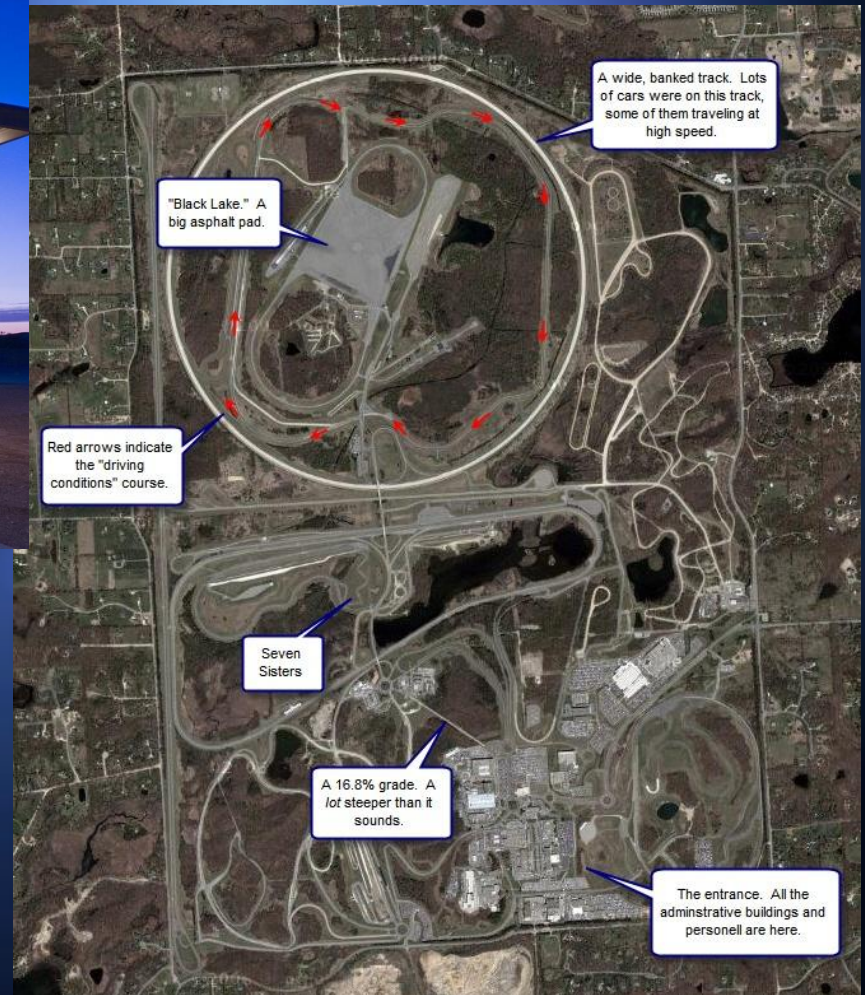 A wide, banked track. Lots
of cars were on this track,
some of them traveling at
high speed.
"Black Lake." A
big asphalt pad.
Red arrows indicate
the "driving
conditions" course.
Seven
Sisters
A 16.8% grade. A
lot steeper than it
sounds.
The entrance. All the
adminstrative buildings and
personell are here.